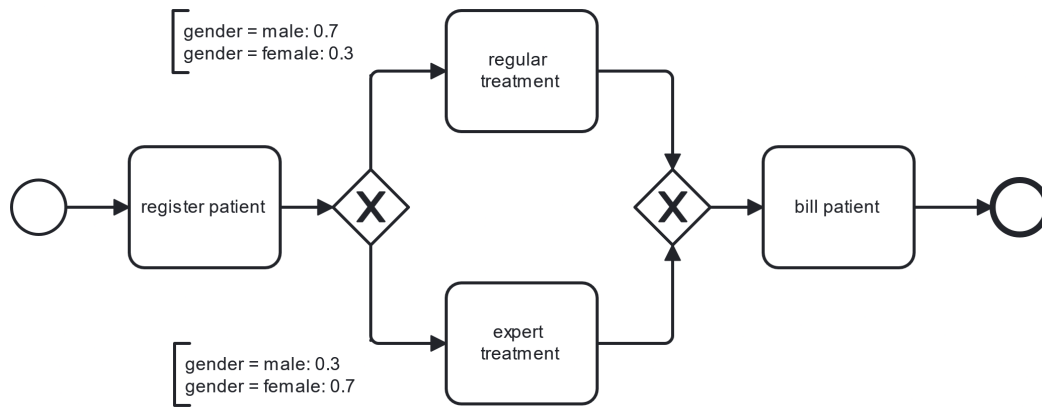 gender = male: 0.7
gender = female: 0.3
regular
treatment
register patient
X
X
bill patient
expert
treatment
gender = male: 0.3
gender = female: 0.7